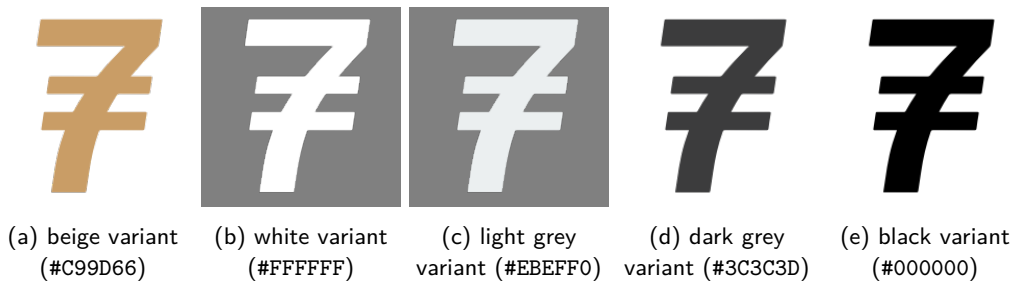 (a) beige variant
(#C99D66)
(b) white variant
(#FFFFFF)
(c) light grey
variant (#EBEFF0)
(d) dark grey
variant (#3C3C3D)
(e) black variant
(#000000)